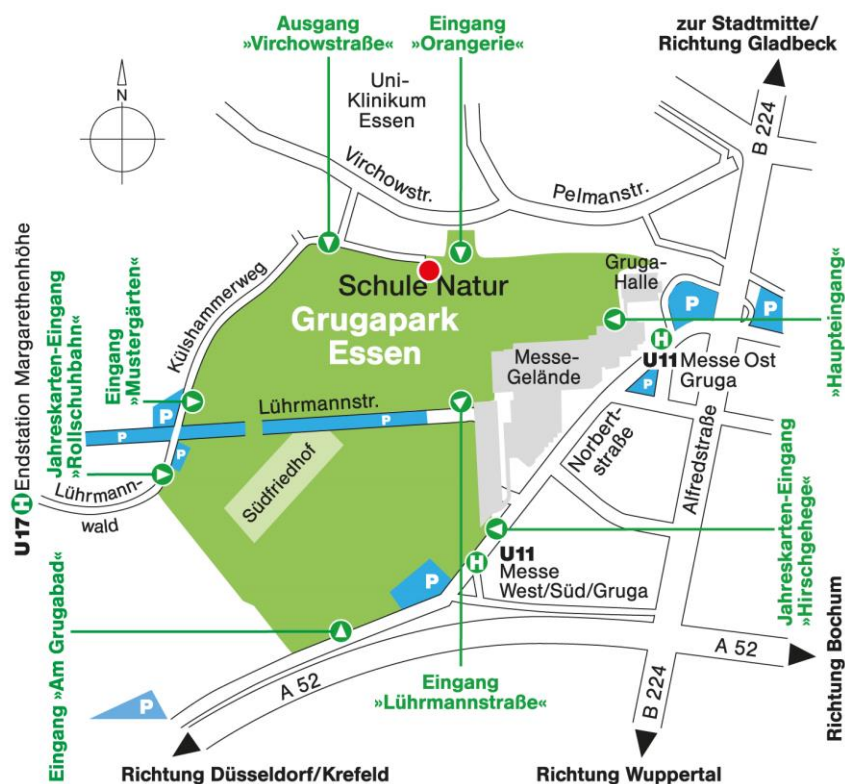 Ausgang
»Virchowstraße«
Eingang
»Orangerie«
zur Stadtmitte/
Richtung Gladbeck
N
Uni-
Klinikum
Essen
B 224
Virchowstr.
Pelmanstr.
Külshammerweg
Schule Natur
Grugapark
Essen
Gruga-
Halle
P
P
H
U11 Messe Ost
Gruga
P
Messe-
Gelände
»Haupteingang«
U17 H Endstation Margarethenhöhe
Jahreskarten-Eingang
»Rollschuhbahn«
Eingang
»Mustergärten«
P
P
Lührmannstr.
P
P
Lührmann-
wald
Südfriedhof
Norbert-
straße
Alfredstraße
Jahreskarten-Eingang
»Hirschgehege«
H
U11
Messe
West/Süd/Gruga
P
Eingang »Am Grugabad«
P
A 52
Eingang
»Lührmannstraße«
A 52
B 224
Richtung Bochum
Richtung Düsseldorf/Krefeld
Richtung Wuppertal